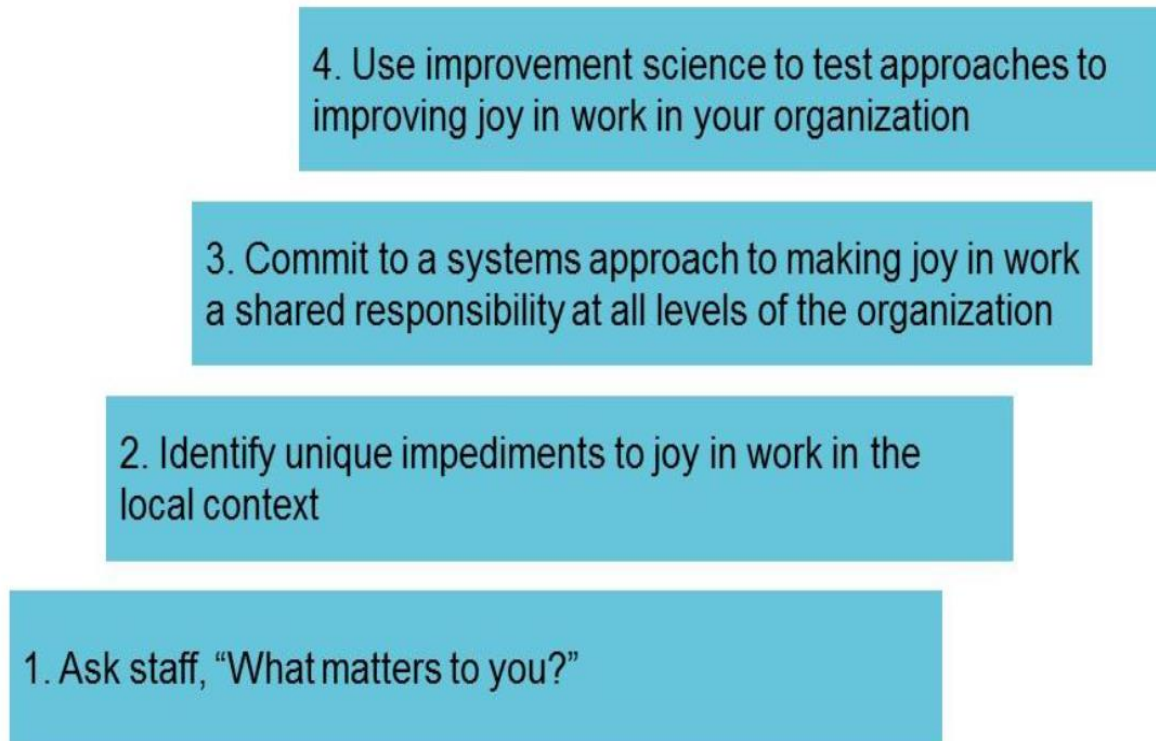 4. Use improvement science to test approaches to
improving joy in work in your organization
3. Commit to a systems approach to making joy in work
a shared responsibility at all levels of the organization
2. Identify unique impediments to joy in work in the
local context
1. Ask staff, “What matters to you?”